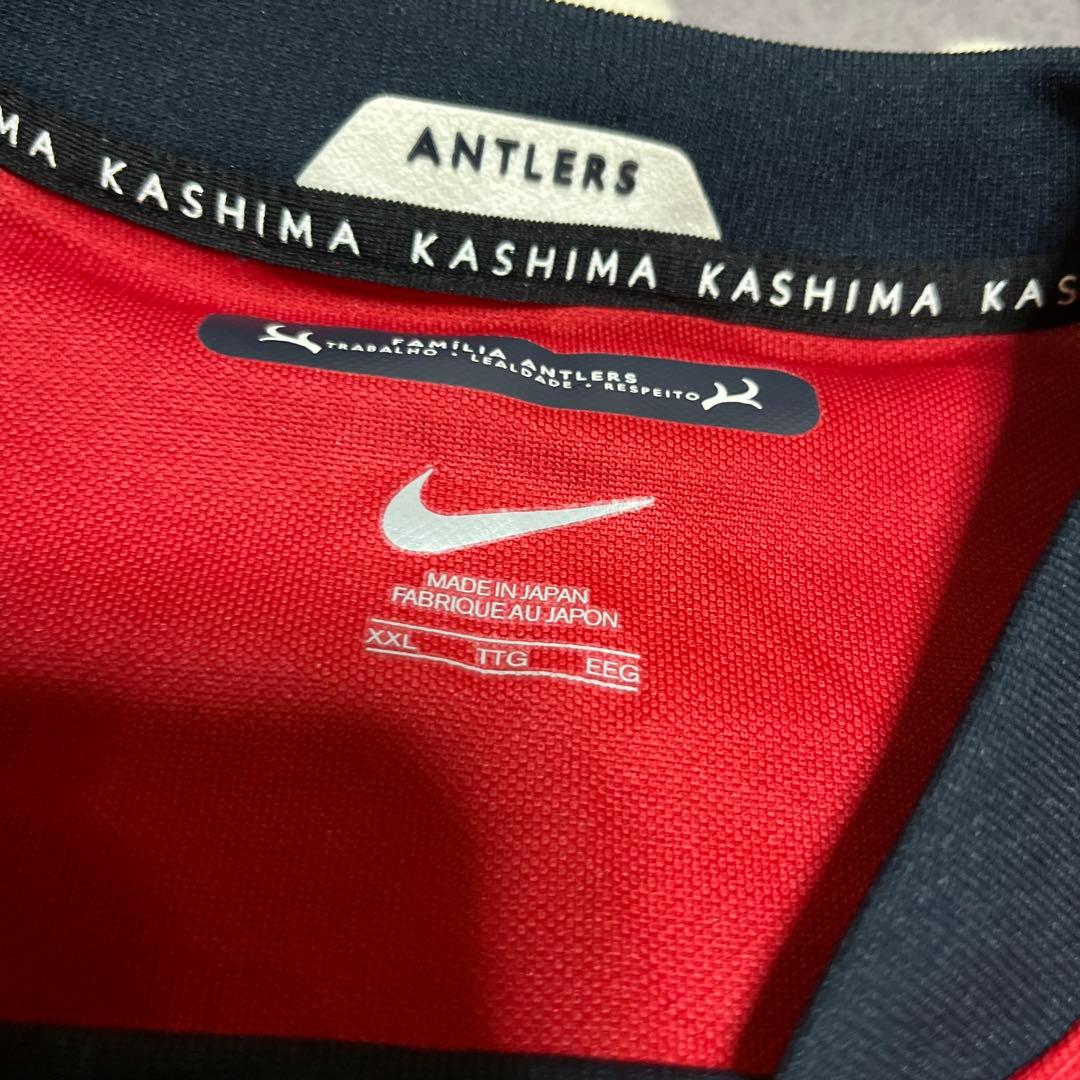 ANTLERS
MA KASHIMA KASHIMA KASHIMA KAS
FAMÍLIA ANTLERS
TRABALHO · LEALDADE · RESPEITO
MADE IN JAPAN
FABRIQUE AU JAPON
XXL TTG EEG